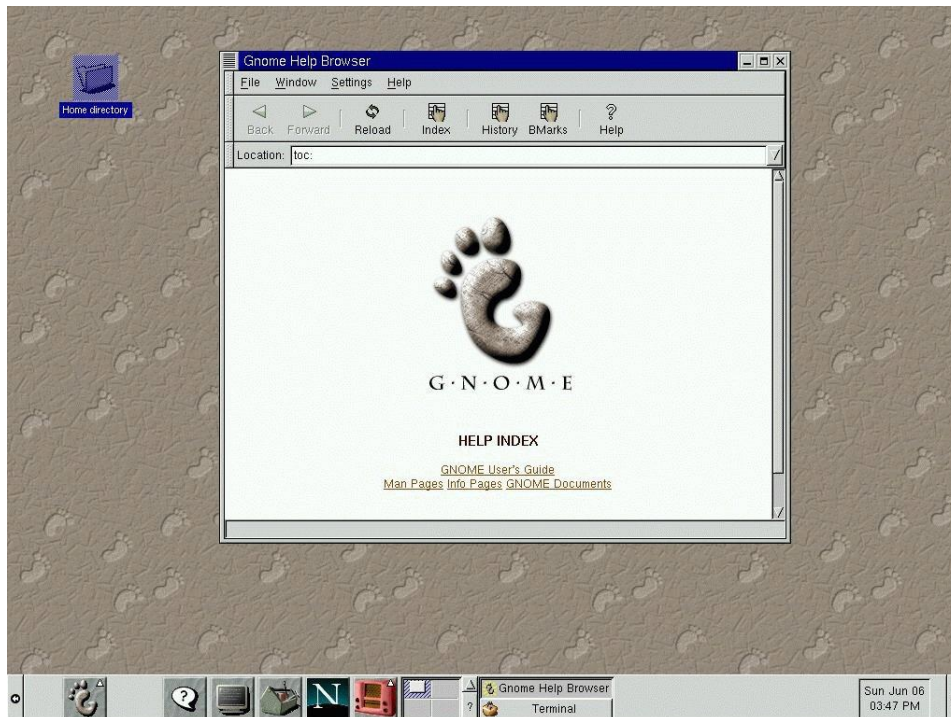 Home directory
Gnome Help Browser
File Window Settings Help
Back Forward Reload Index History BMarks Help
Location: toc:
G·N·O·M·E
HELP INDEX
GNOME User's Guide
Man Pages Info Pages GNOME Documents
N
?
Gnome Help Browser
Terminal
Sun Jun 06
03:47 PM